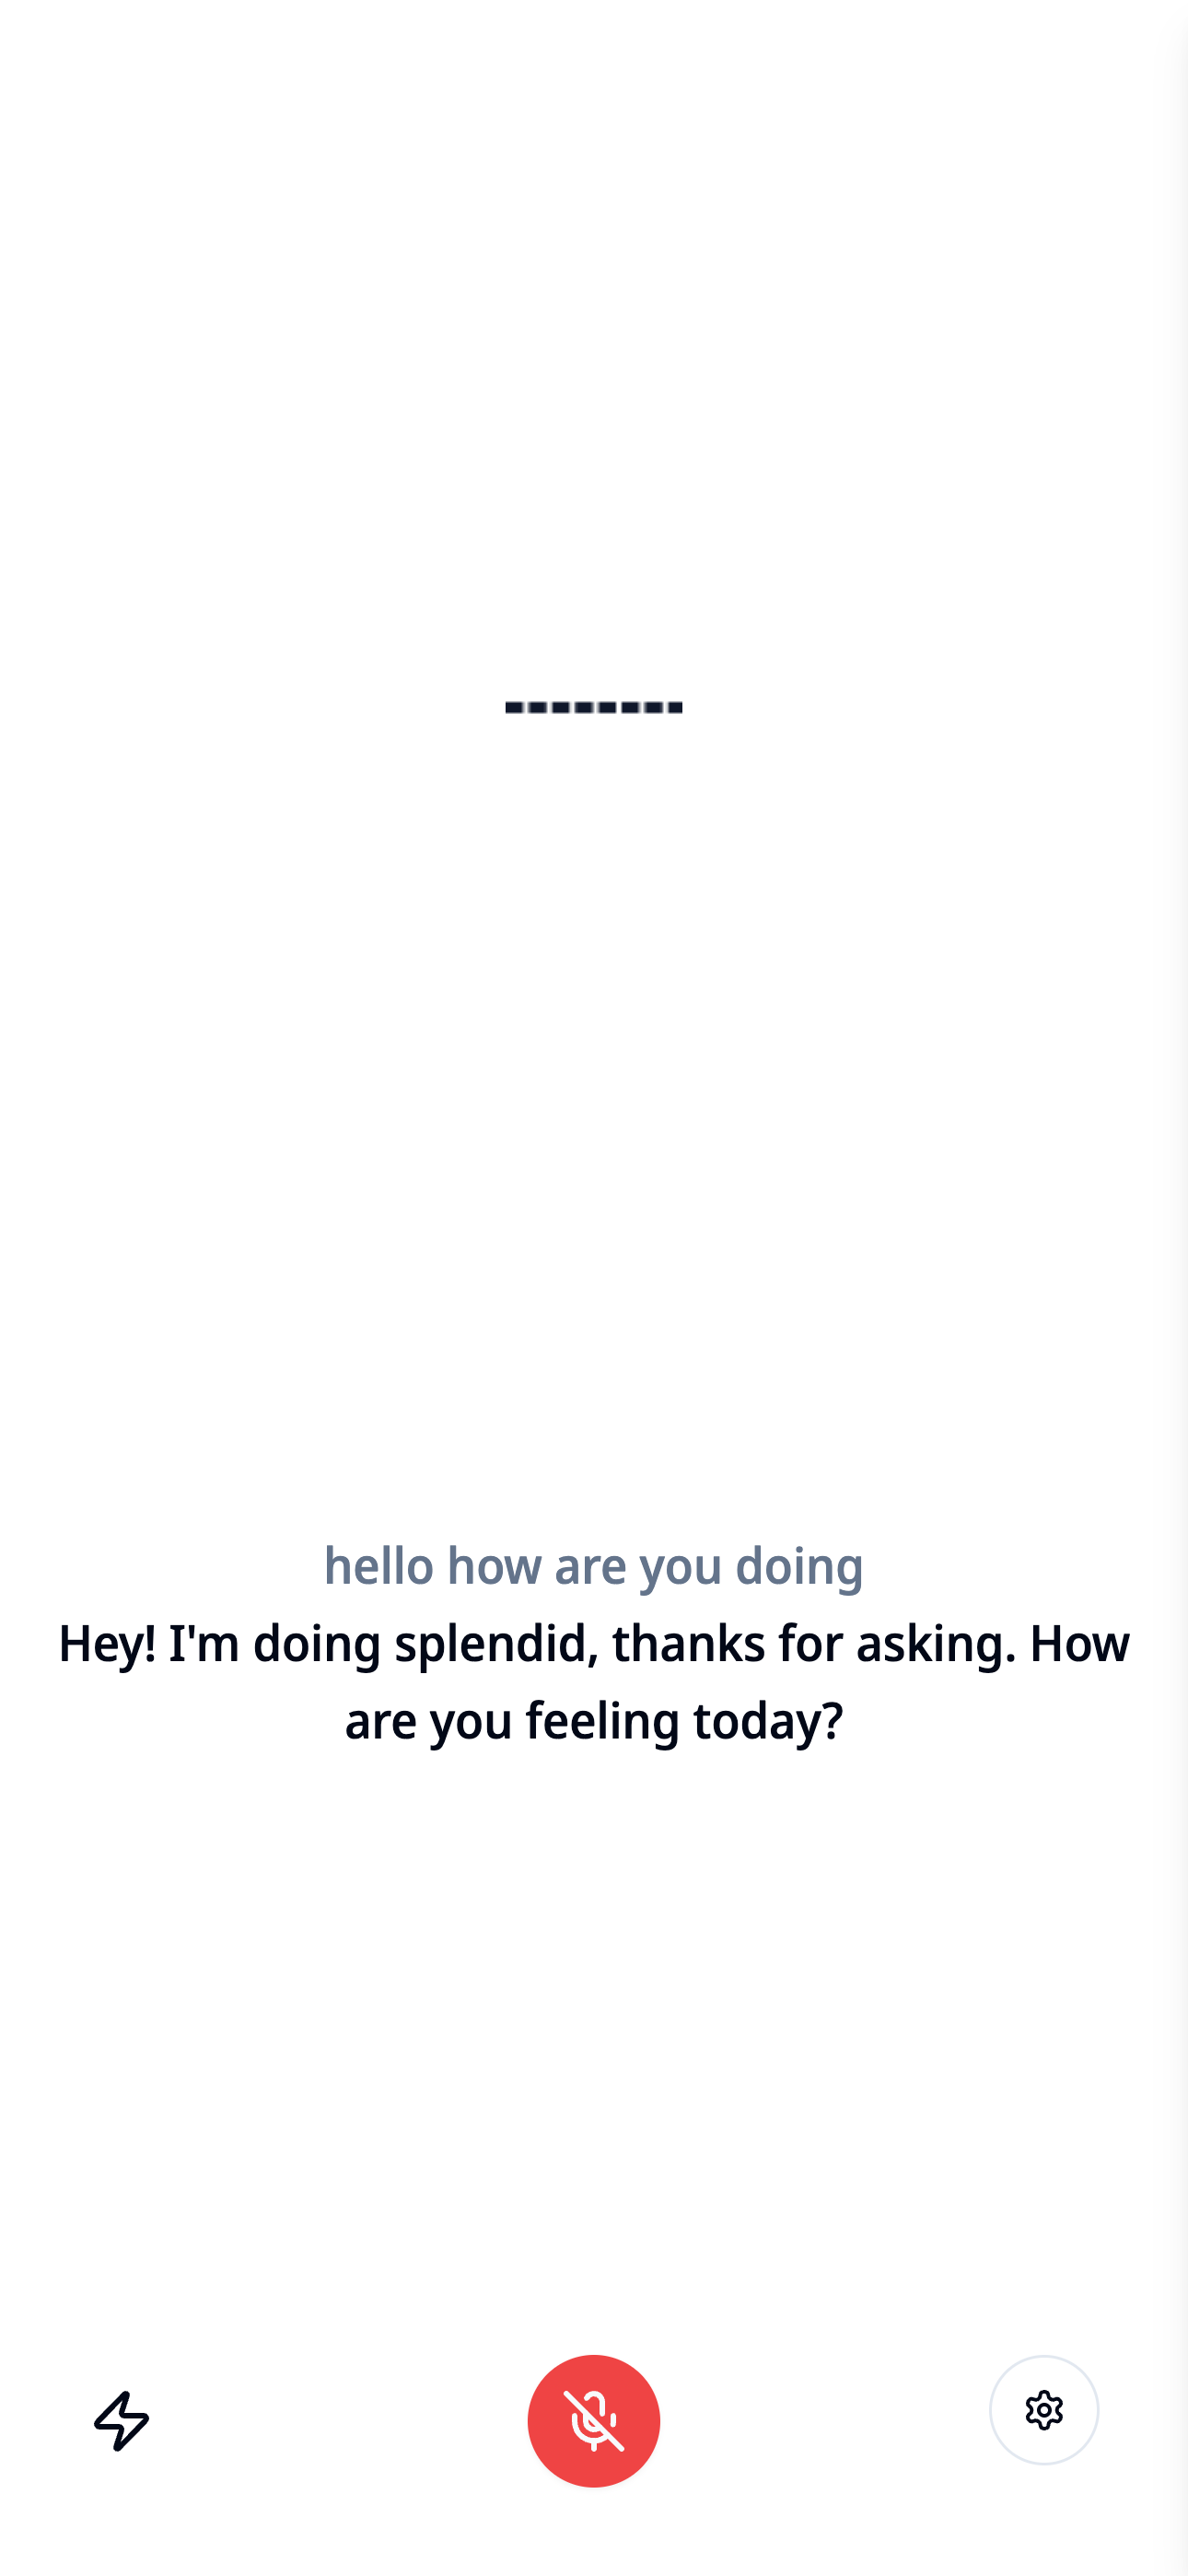 hello how are you doing
Hey! I'm doing splendid, thanks for asking. How
are you feeling today?